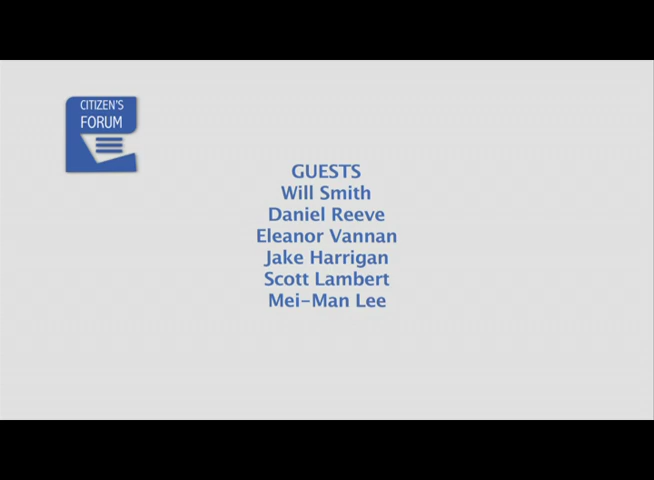 CITIZEN'S
FORUM
GUESTS
Will Smith
Daniel Reeve
Eleanor Vannan
Jake Harrigan
Scott Lambert
Mei-Man Lee